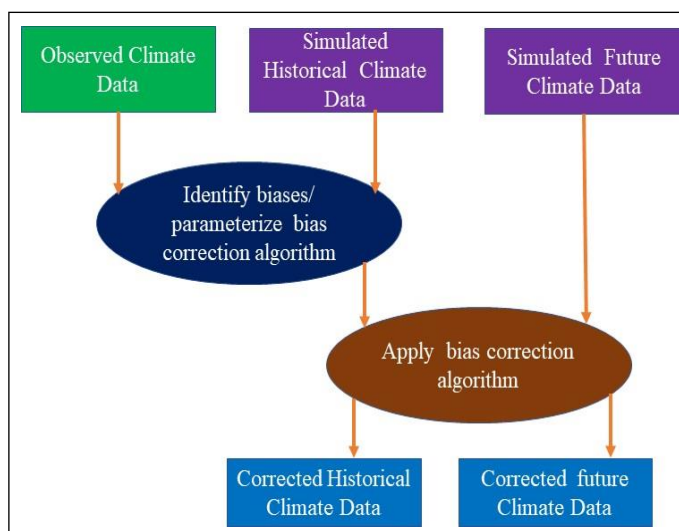 Observed Climate
Data
Simulated
Historical Climate
Data
Simulated Future
Climate Data
Identify biases/
parameterize bias
correction algorithm
Apply bias correction
algorithm
Corrected Historical
Climate Data
Corrected future
Climate Data